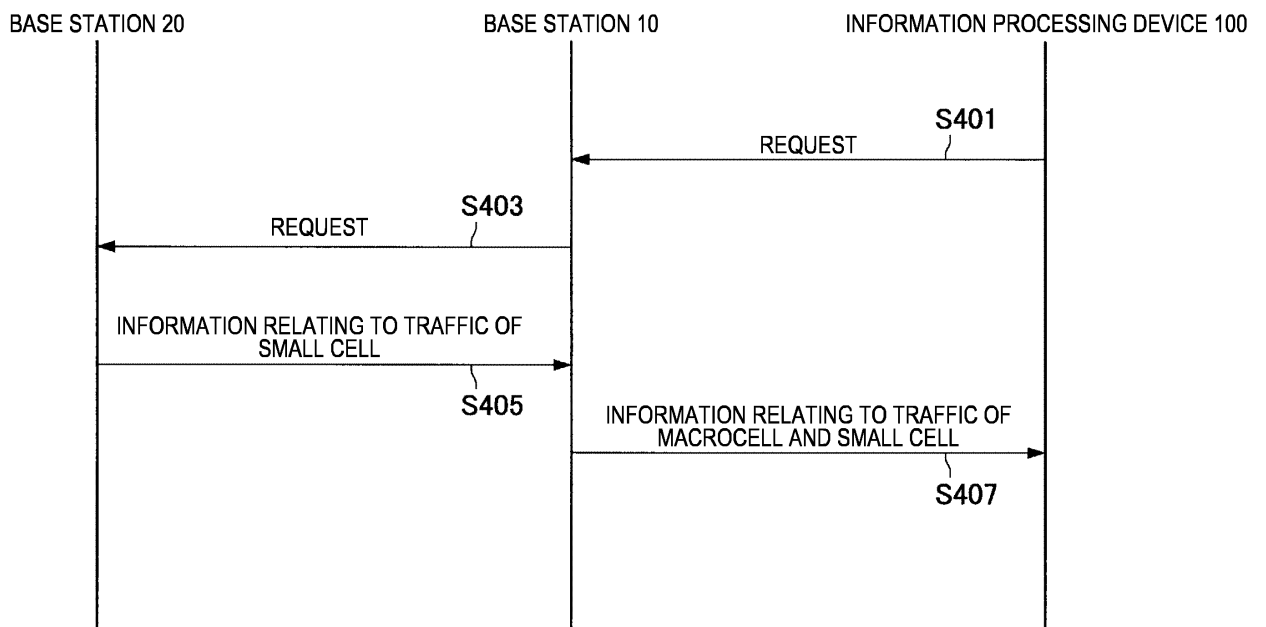 BASE STATION 20
BASE STATION 10
INFORMATION PROCESSING DEVICE 100
S401
REQUEST
S403
REQUEST
INFORMATION RELATING TO TRAFFIC OF
SMALL CELL
S405
INFORMATION RELATING TO TRAFFIC OF
MACROCELL AND SMALL CELL
S407